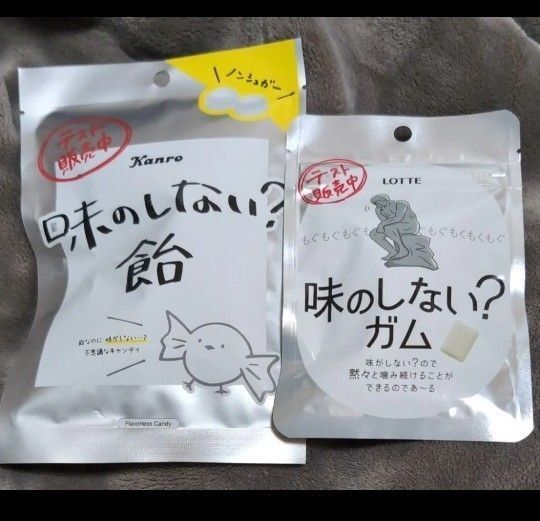 ノンシュガー
テスト
販売中
Kanro
味のしない?
飴
飴なのに味がしない…?
不思議なキャンディ
Flavorless Candy
テスト
販売中
LOTTE
もぐもぐもぐも
もぐもぐもぐ
味のしない?
ガム
味がしない?ので
黙々と噛み続けることが
できるのであ〜る